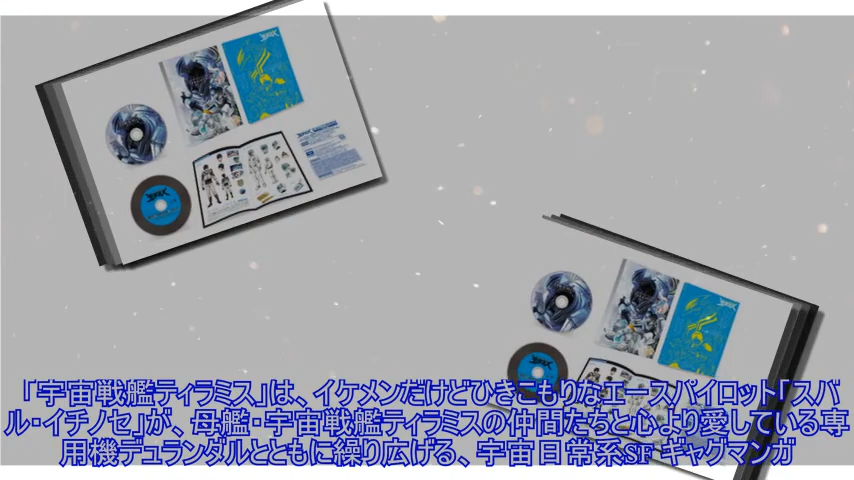 「宇宙戦艦ティラミス」は、イケメンだけどひきこもりなエースパイロット「スバ
ル・イチノセ」が、母艦・宇宙戦艦ティラミスの仲間たちと心より愛している専
用機デュランダルとともに繰り広げる、宇宙日常系SFギャグマンガ